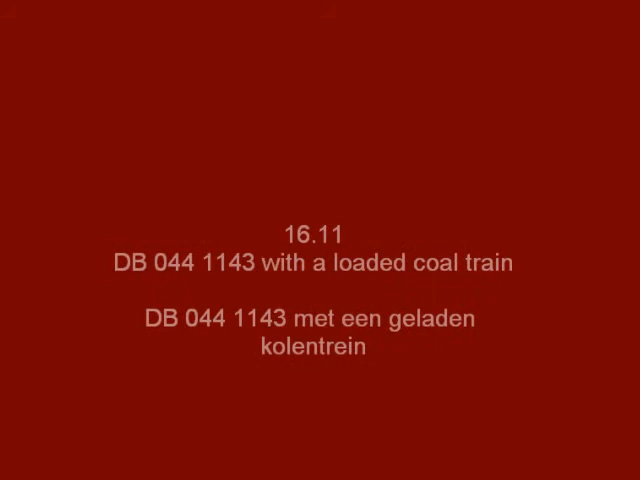 16.11
DB 044 1143 with a loaded coal train
DB 044 1143 met een geladen
kolentrein